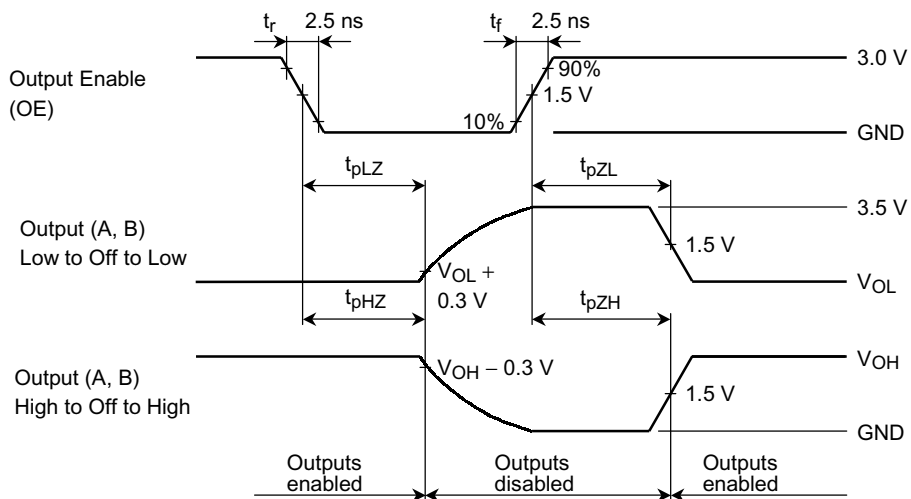 tr 2.5 ns tf 2.5 ns
Output Enable
(OE)
3.0 V
90%
1.5 V
10%
GND
tpLZ tpZL
Output (A, B)
Low to Off to Low
3.5 V
1.5 V
VOL +
0.3 V
VOL
tpHZ tpZH
Output (A, B)
High to Off to High
VOH
VOH − 0.3 V
1.5 V
GND
Outputs
enabled
Outputs
disabled
Outputs
enabled